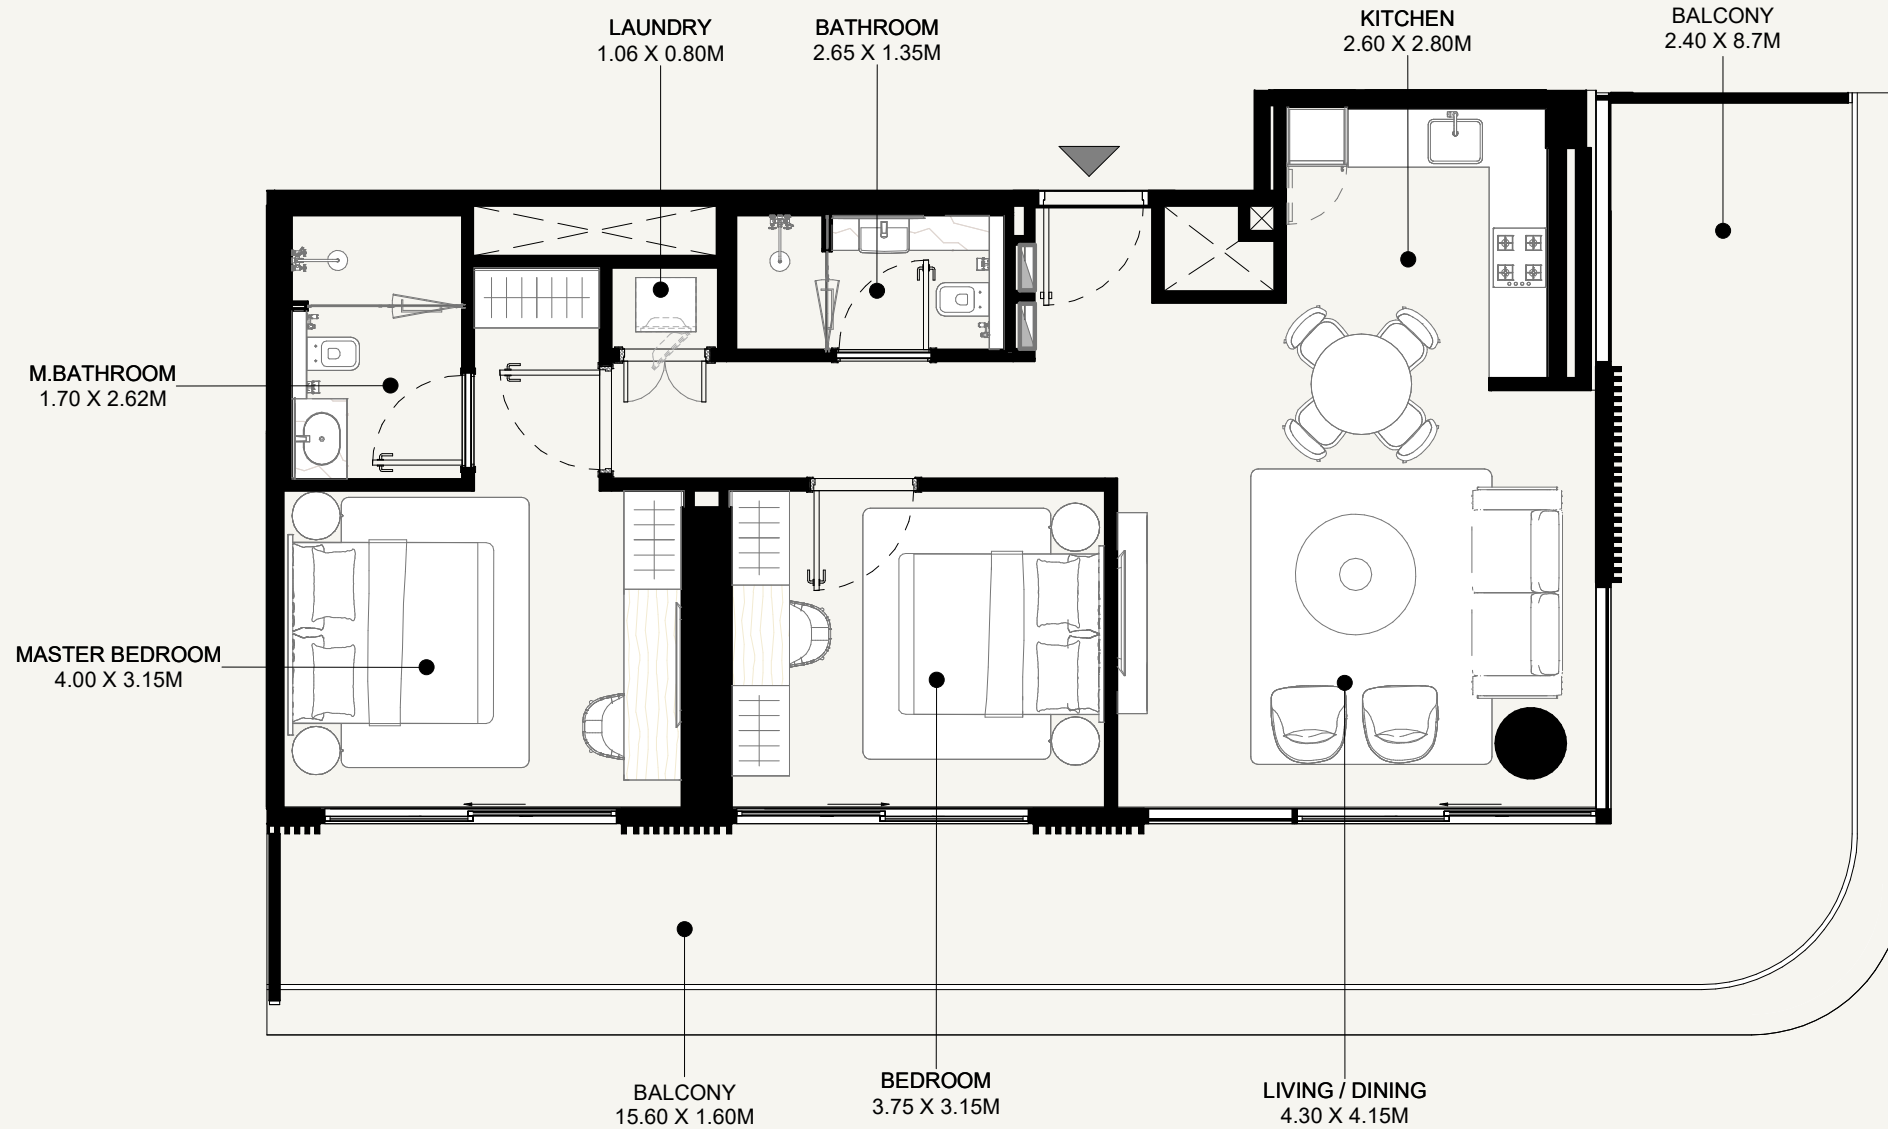 LAUNDRY
1.06 X 0.80M
BATHROOM
2.65 X 1.35M
KITCHEN
2.60 X 2.80M
BALCONY
2.40 X 8.7M
M.BATHROOM
1.70 X 2.62M
MASTER BEDROOM
4.00 X 3.15M
BALCONY
15.60 X 1.60M
BEDROOM
3.75 X 3.15M
LIVING / DINING
4.30 X 4.15M